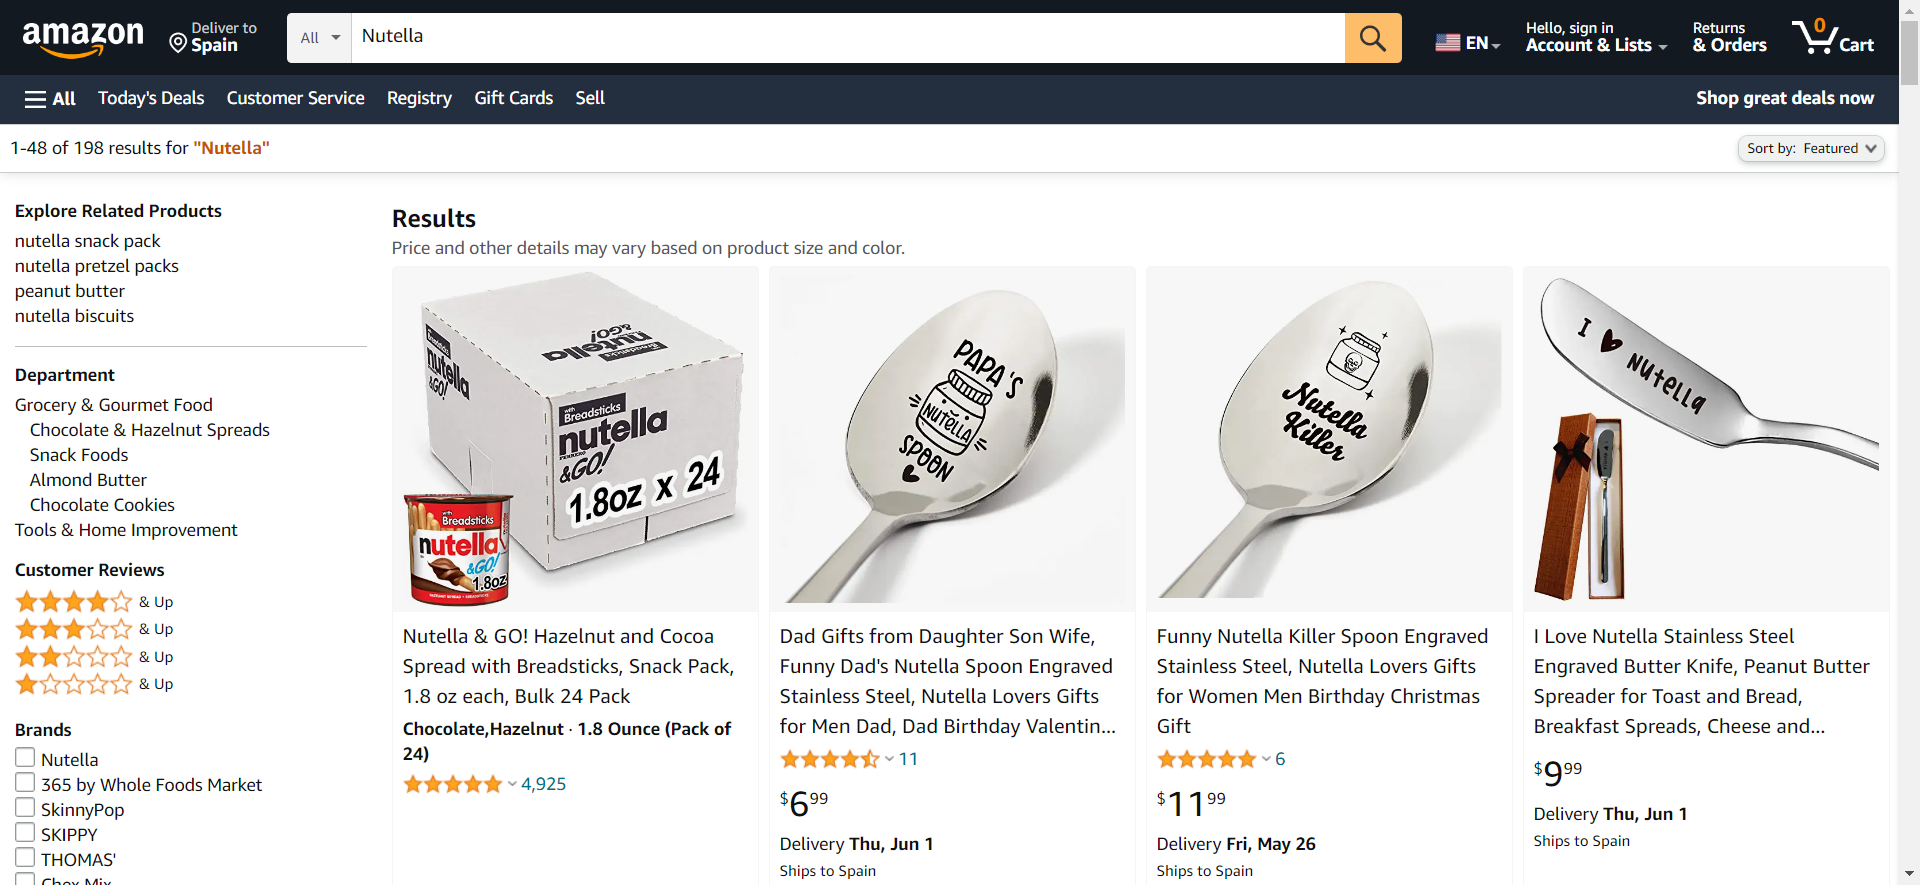 amazon
Deliver to
Spain
All
Nutella
EN
Hello, sign in
Account & Lists
Returns
& Orders
0
Cart
All
Today's Deals
Customer Service
Registry
Gift Cards
Sell
Shop great deals now
1-48 of 198 results for "Nutella"
Sort by: Featured
Explore Related Products
nutella snack pack
nutella pretzel packs
peanut butter
nutella biscuits
Department
Grocery & Gourmet Food
Chocolate & Hazelnut Spreads
Snack Foods
Almond Butter
Chocolate Cookies
Tools & Home Improvement
Customer Reviews
& Up
& Up
& Up
& Up
Brands
Nutella
365 by Whole Foods Market
SkinnyPop
SKIPPY
THOMAS'
Chex Mix
Results
Price and other details may vary based on product size and color.
Breadsticks
nutella
&GO!
Breadsticks
nutella
&GO!
with
Breadsticks
nutella
FERRERO
&GO!
1.8oz x 24
with
Breadsticks
nutella
&GO!
1.8oz
Nutella & GO! Hazelnut and Cocoa
Spread with Breadsticks, Snack Pack,
1.8 oz each, Bulk 24 Pack
Chocolate,Hazelnut · 1.8 Ounce (Pack of
24)
4,925
PAPA'S
NUTELLA
SPOON
Dad Gifts from Daughter Son Wife,
Funny Dad's Nutella Spoon Engraved
Stainless Steel, Nutella Lovers Gifts
for Men Dad, Dad Birthday Valentin...
11
$6.99
Delivery Thu, Jun 1
Ships to Spain
Nutella
Killer
Funny Nutella Killer Spoon Engraved
Stainless Steel, Nutella Lovers Gifts
for Women Men Birthday Christmas
Gift
6
$11.99
Delivery Fri, May 26
Ships to Spain
I NUTELLA
I Love Nutella Stainless Steel
Engraved Butter Knife, Peanut Butter
Spreader for Toast and Bread,
Breakfast Spreads, Cheese and...
$9.99
Delivery Thu, Jun 1
Ships to Spain